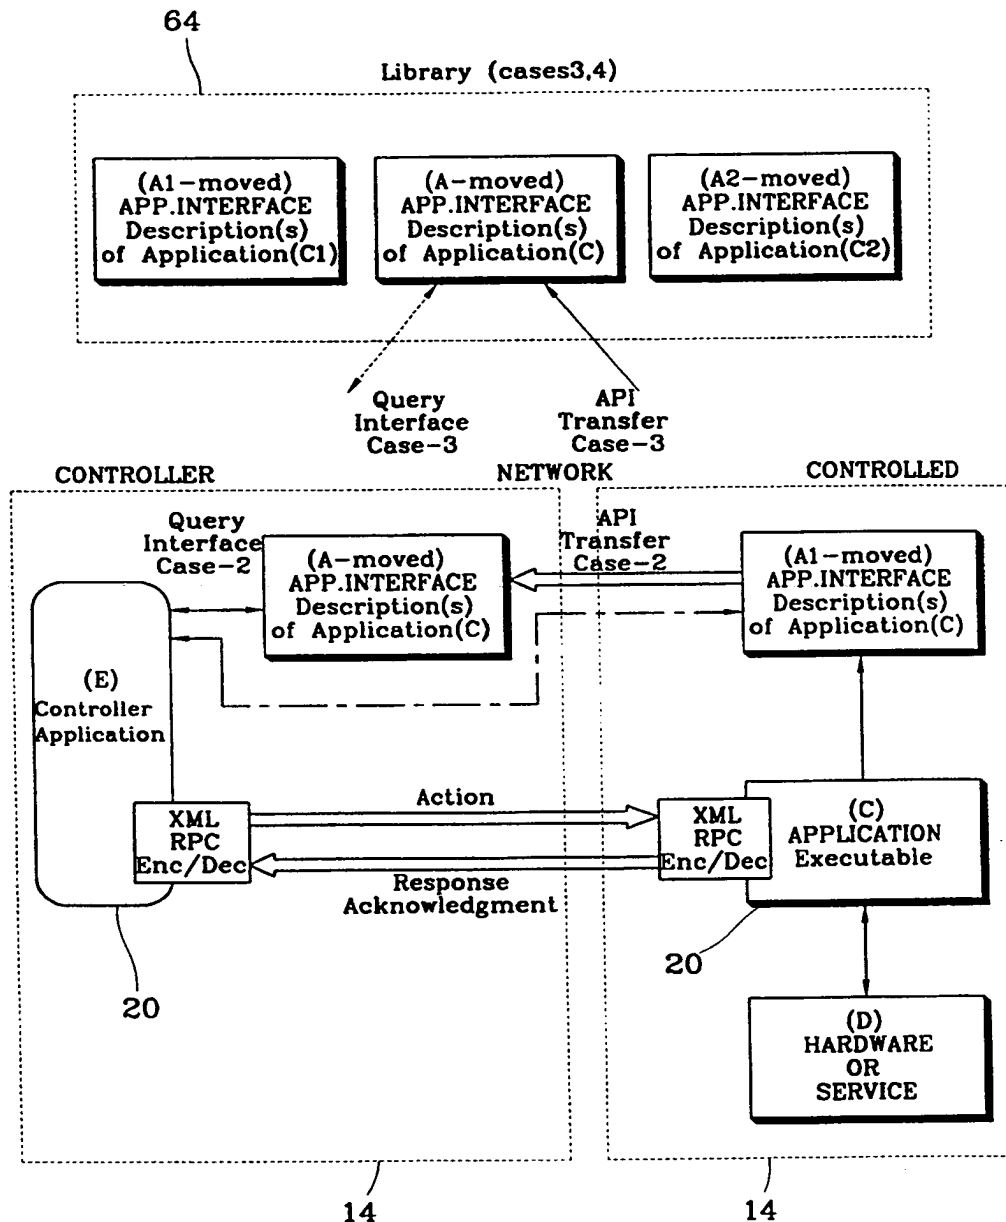 64
Library (cases3,4)
(A1-moved)
APP.INTERFACE
Description(s)
of Application(C1)
(A-moved)
APP.INTERFACE
Description(s)
of Application(C)
(A2-moved)
APP.INTERFACE
Description(s)
of Application(C2)
Query
Interface
Case-3
API
Transfer
Case-3
CONTROLLER
NETWORK
CONTROLLED
Query
Interface
Case-2
(A-moved)
APP.INTERFACE
Description(s)
of Application(C)
API
Transfer
Case-2
(A1-moved)
APP.INTERFACE
Description(s)
of Application(C)
(E)
Controller
Application
XML
RPC
Enc/Dec
Action
Response
Acknowledgment
XML
RPC
Enc/Dec
(C)
APPLICATION
Executable
20
20
(D)
HARDWARE
OR
SERVICE
14
14